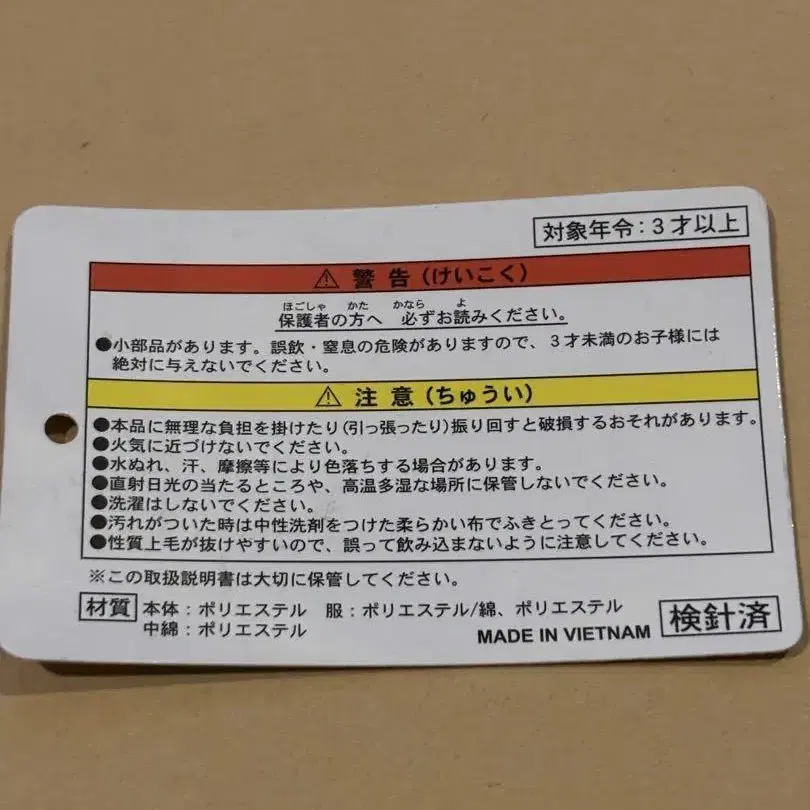 対象年令:3才以上
⚠ 警告(けいこく)
ほごしゃ かた かなら よ
保護者の方へ 必ずお読みください。
●小部品があります。誤飲・窒息の危険がありますので、3才未満のお子様には
絶対に与えないでください。
⚠ 注意(ちゅうい)
●本品に無理な負担を掛けたり(引っ張ったり)振り回すと破損するおそれがあります。
●火気に近づけないでください。
●水ぬれ、汗、摩擦等により色落ちする場合があります。
●直射日光の当たるところや、高温多湿な場所に保管しないでください。
●洗濯はしないでください。
●汚れがついた時は中性洗剤をつけた柔らかい布でふきとってください。
●性質上毛が抜けやすいので、誤って飲み込まないように注意してください。
※この取扱説明書は大切に保管してください。
材質 本体:ポリエステル 服:ポリエステル/綿、ポリエステル
中綿:ポリエステル
MADE IN VIETNAM 検針済